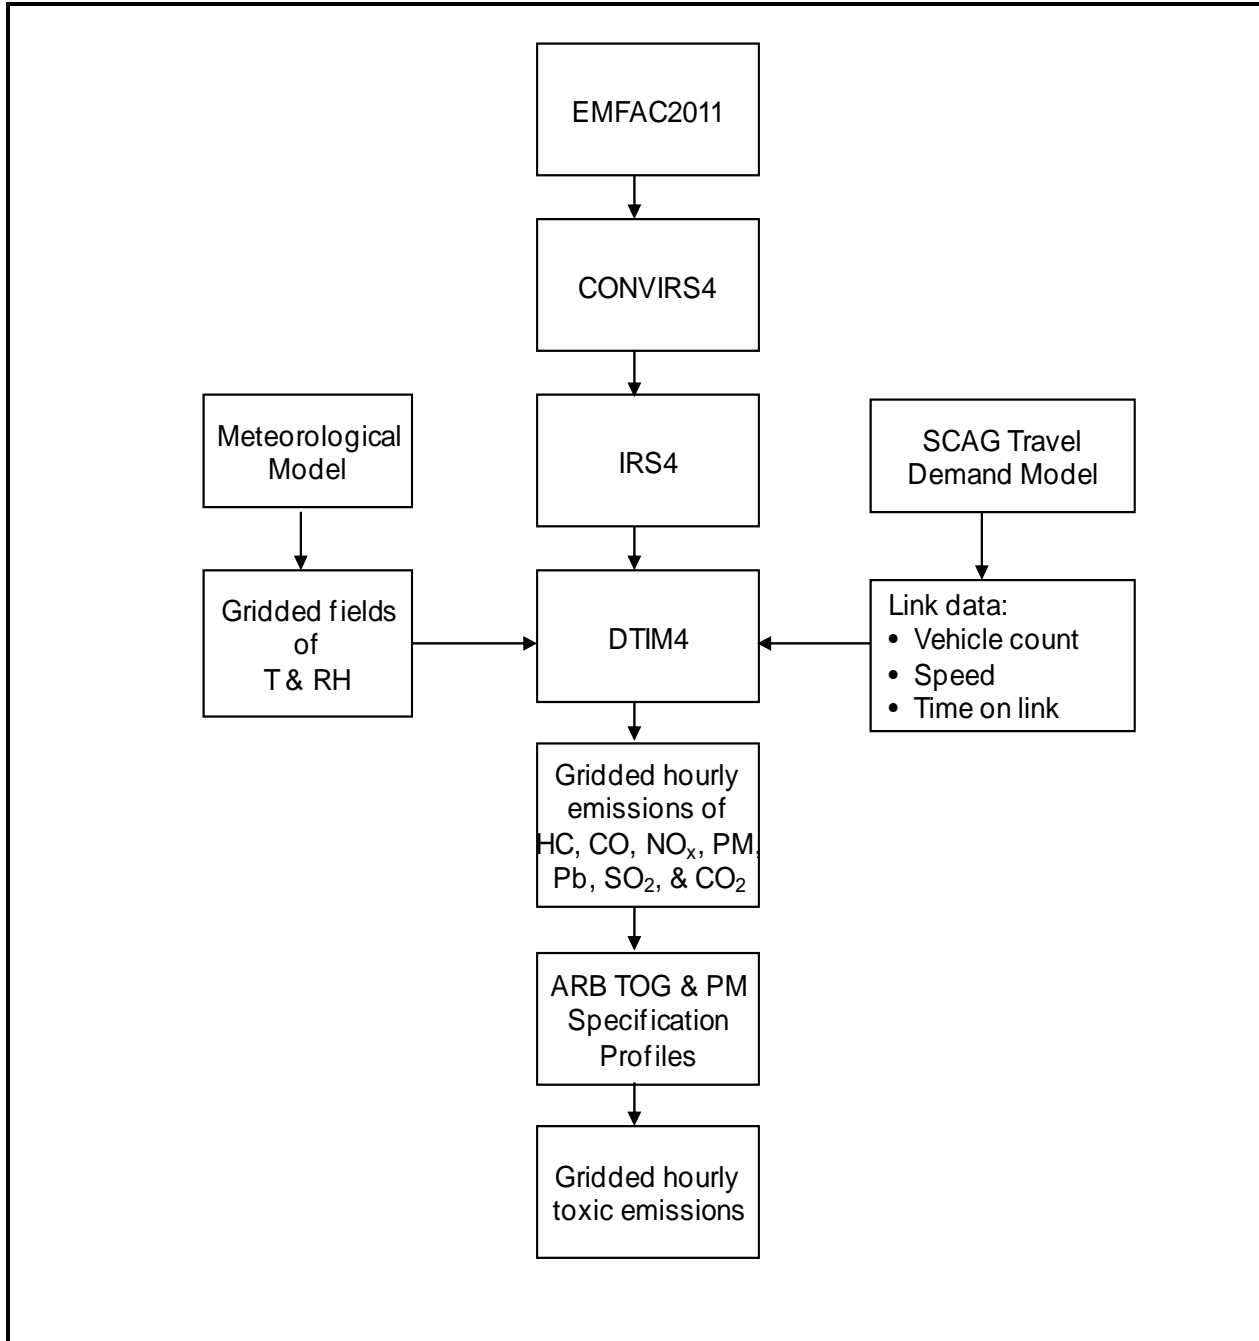 EMFAC2011
CONVIRS4
IRS4
Meteorological
Model
SCAG Travel
Demand Model
Gridded fields
of
T & RH
DTIM4
Link data:
• Vehicle count
• Speed
• Time on link
Gridded hourly
emissions of
HC, CO, NOₓ, PM,
Pb, SO₂, & CO₂
ARB TOG & PM
Specification
Profiles
Gridded hourly
toxic emissions